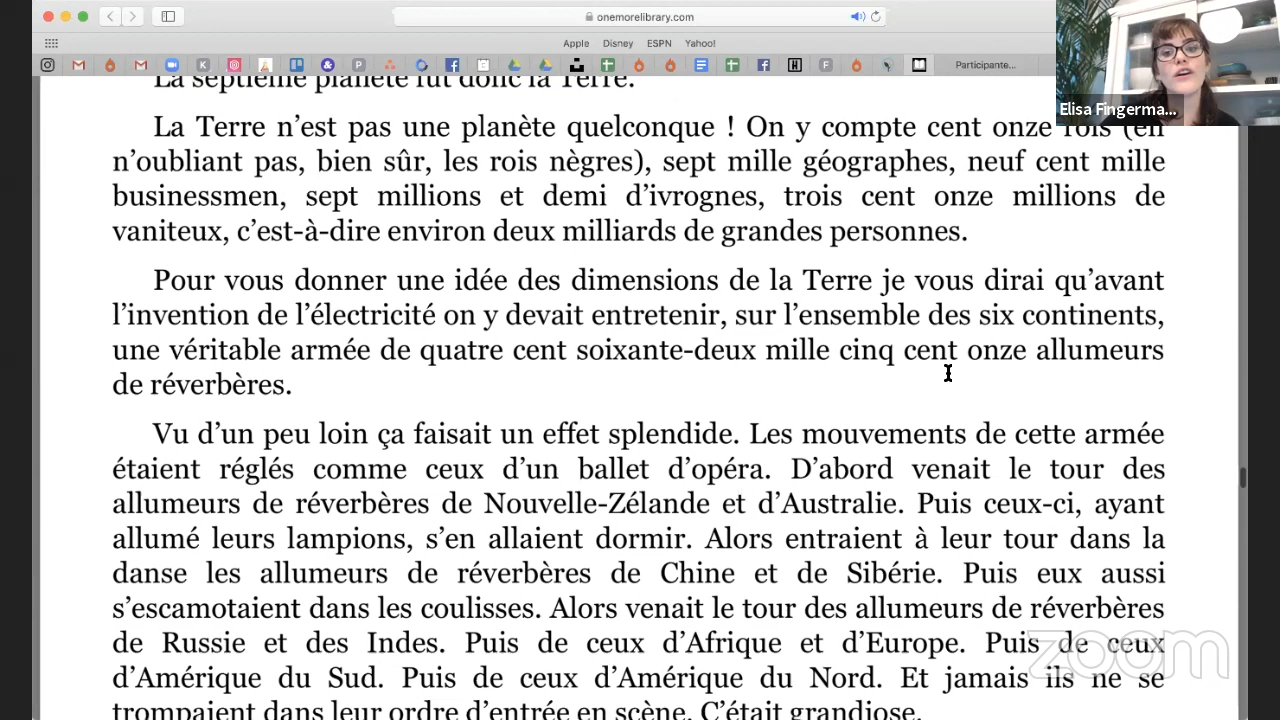 onemorelibrary.com
Apple Disney ESPN Yahoo!
Participante...
Elisa Fingerma...
La septième planète fut donc la Terre.
La Terre n’est pas une planète quelconque ! On y compte cent onze rois (en
n’oubliant pas, bien sûr, les rois nègres), sept mille géographes, neuf cent mille
businessmen, sept millions et demi d’ivrognes, trois cent onze millions de
vaniteux, c’est-à-dire environ deux milliards de grandes personnes.
Pour vous donner une idée des dimensions de la Terre je vous dirai qu’avant
l’invention de l’électricité on y devait entretenir, sur l’ensemble des six continents,
une véritable armée de quatre cent soixante-deux mille cinq cent onze allumeurs
de réverbères.
Vu d’un peu loin ça faisait un effet splendide. Les mouvements de cette armée
étaient réglés comme ceux d’un ballet d’opéra. D’abord venait le tour des
allumeurs de réverbères de Nouvelle-Zélande et d’Australie. Puis ceux-ci, ayant
allumé leurs lampions, s’en allaient dormir. Alors entraient à leur tour dans la
danse les allumeurs de réverbères de Chine et de Sibérie. Puis eux aussi
s’escamotaient dans les coulisses. Alors venait le tour des allumeurs de réverbères
de Russie et des Indes. Puis de ceux d’Afrique et d’Europe. Puis de ceux
d’Amérique du Sud. Puis de ceux d’Amérique du Nord. Et jamais ils ne se
trompaient dans leur ordre d’entrée en scène. C’était grandiose.
zoom